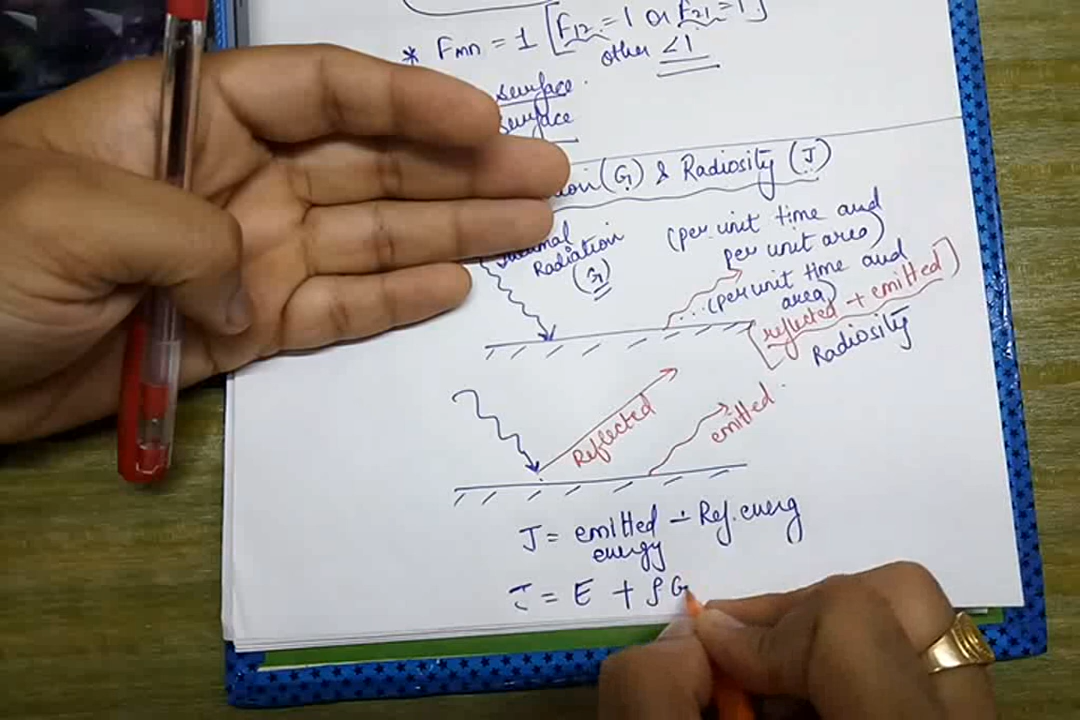 * Fmn = 1 [F12 = 1 or F21 = 1]
other <1
surface
surface
(G) & Radiosity (J)
Radiation
(G)
(per unit time and
per unit area)
(per unit time and
area)
reflected + emitted
Radiosity
Reflected
emitted
J = emitted + Ref. energ
energy
J = E + ρG